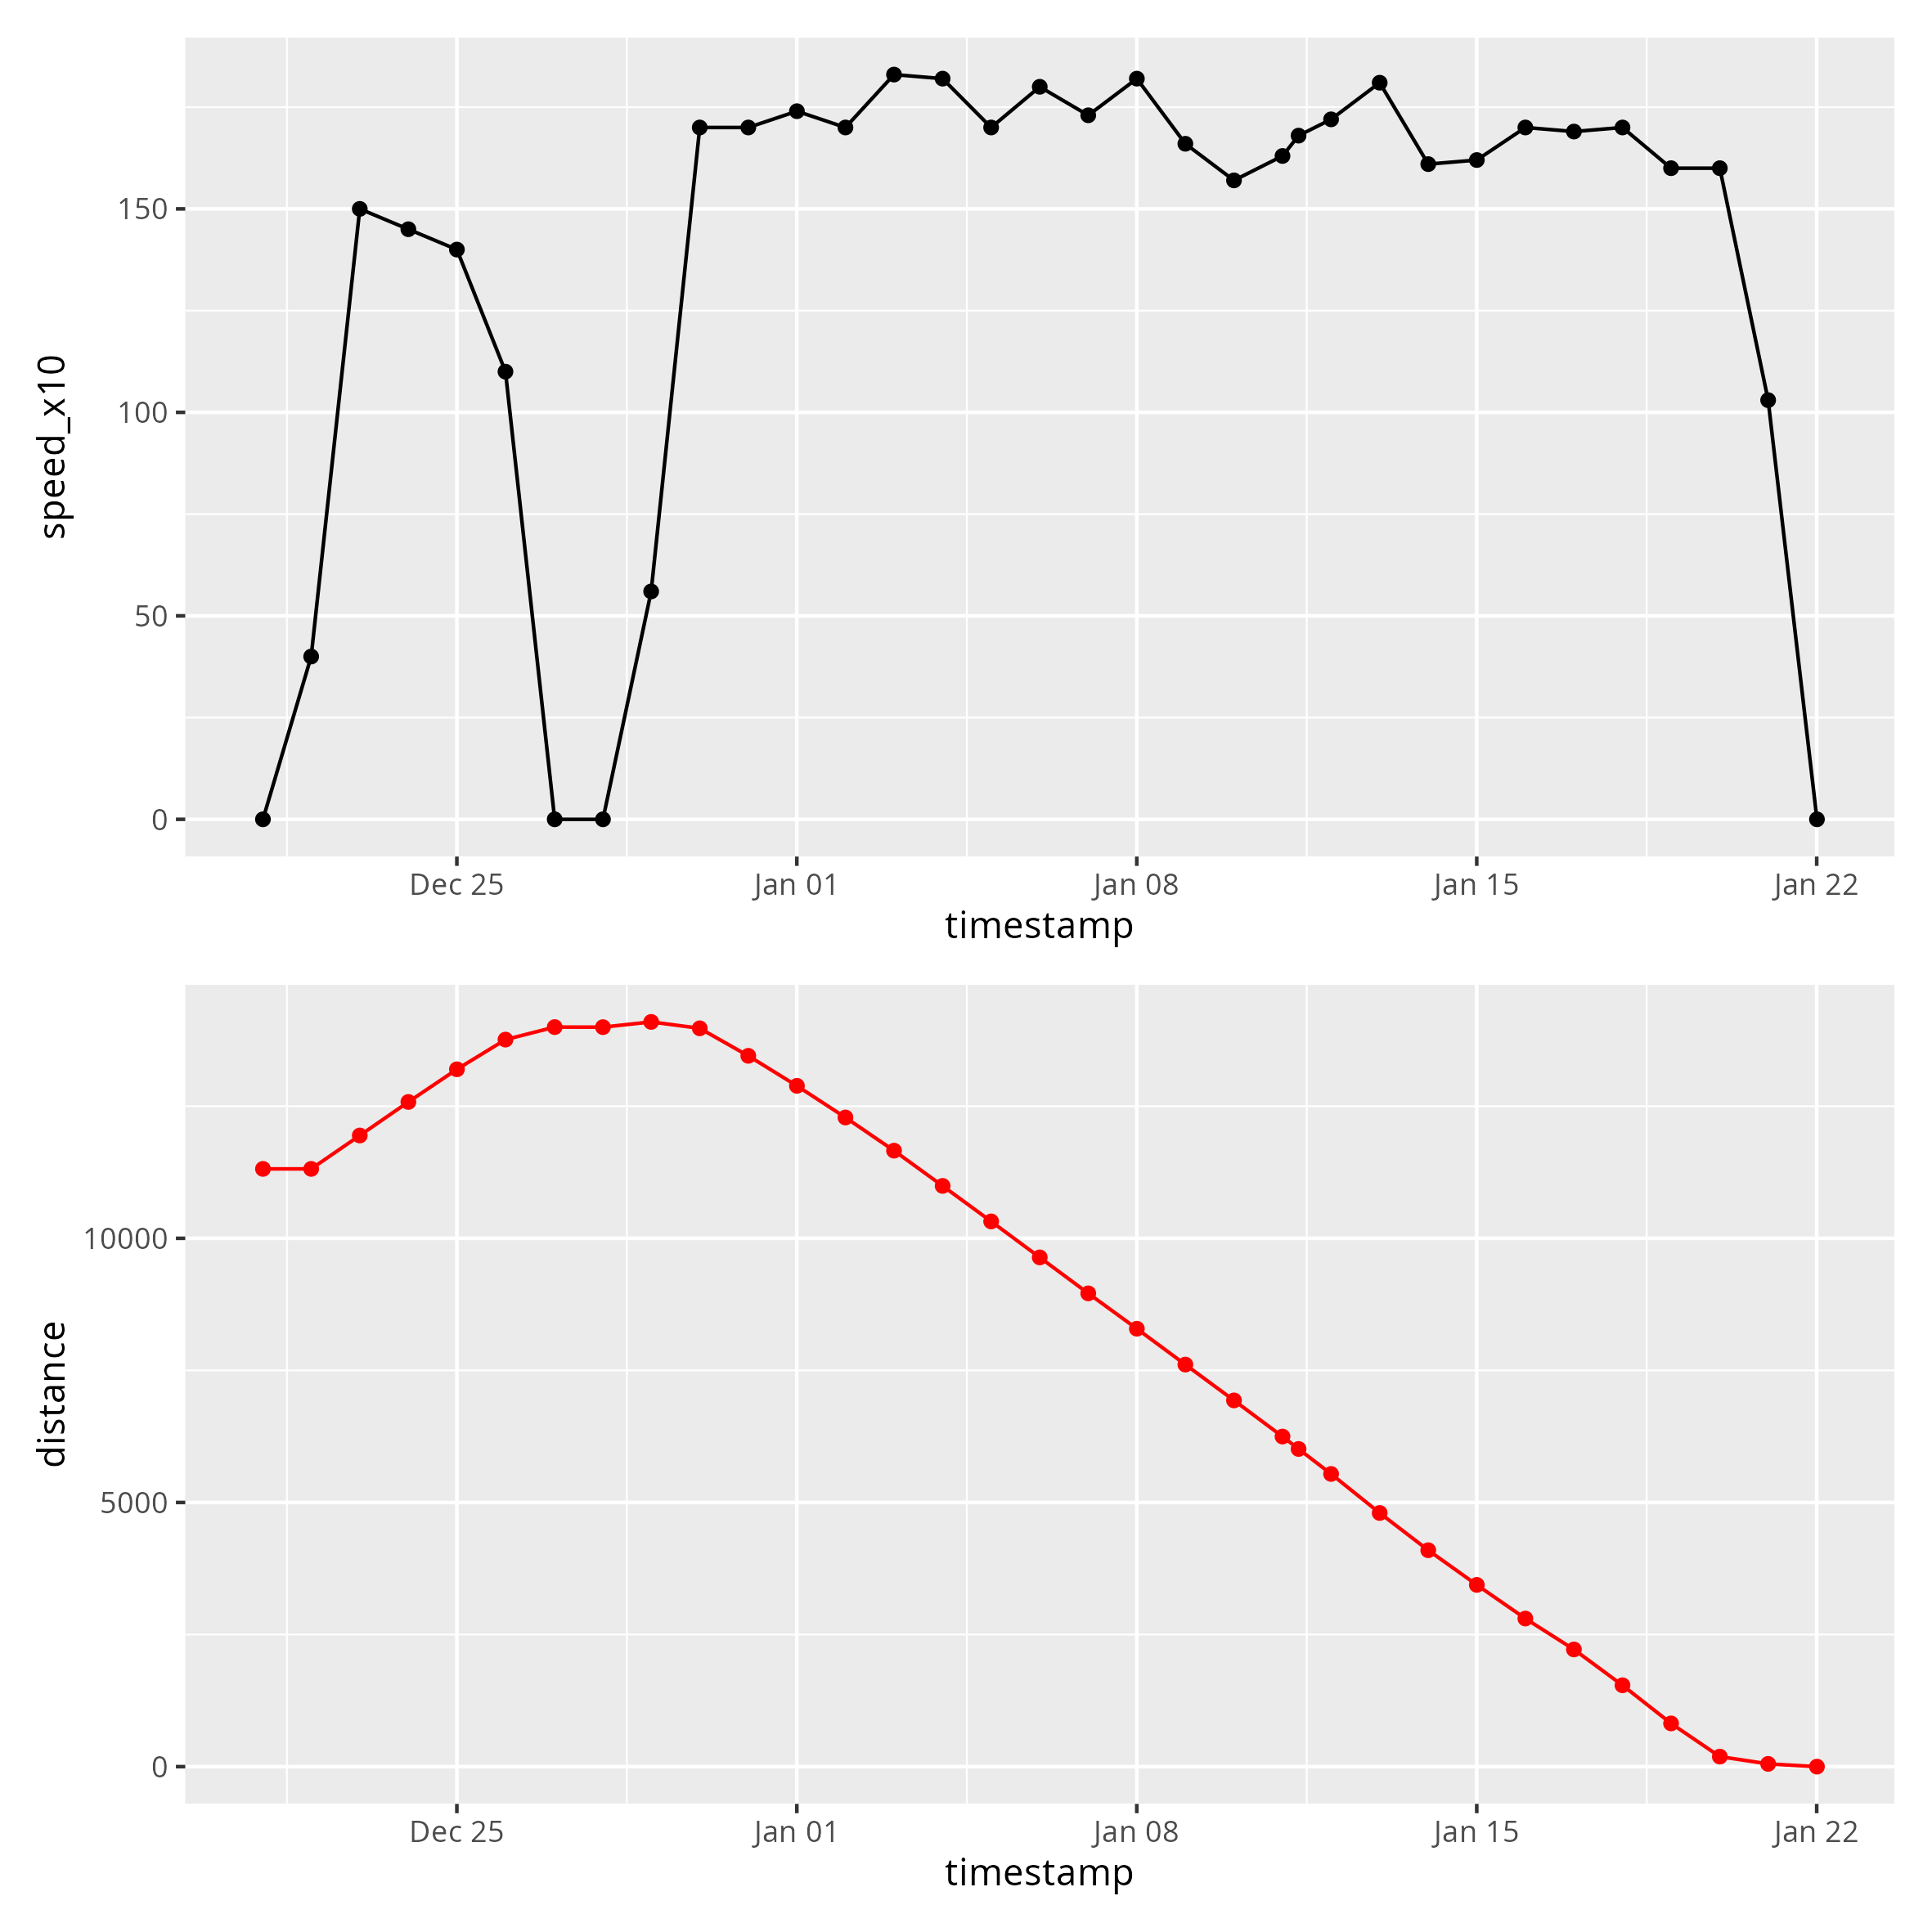 speed_x10
150
100
50
0
Dec 25 Jan 01 Jan 08 Jan 15 Jan 22
timestamp
distance
10000
5000
0
Dec 25 Jan 01 Jan 08 Jan 15 Jan 22
timestamp